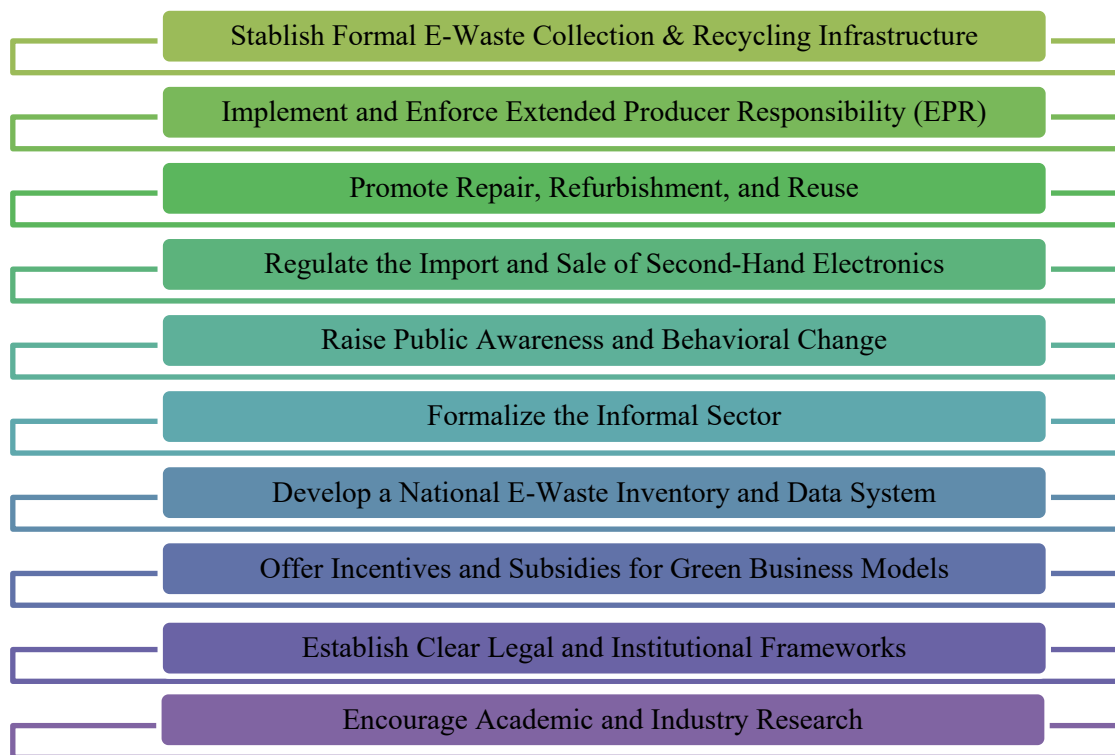 Stablish Formal E-Waste Collection & Recycling Infrastructure
Implement and Enforce Extended Producer Responsibility (EPR)
Promote Repair, Refurbishment, and Reuse
Regulate the Import and Sale of Second-Hand Electronics
Raise Public Awareness and Behavioral Change
Formalize the Informal Sector
Develop a National E-Waste Inventory and Data System
Offer Incentives and Subsidies for Green Business Models
Establish Clear Legal and Institutional Frameworks
Encourage Academic and Industry Research